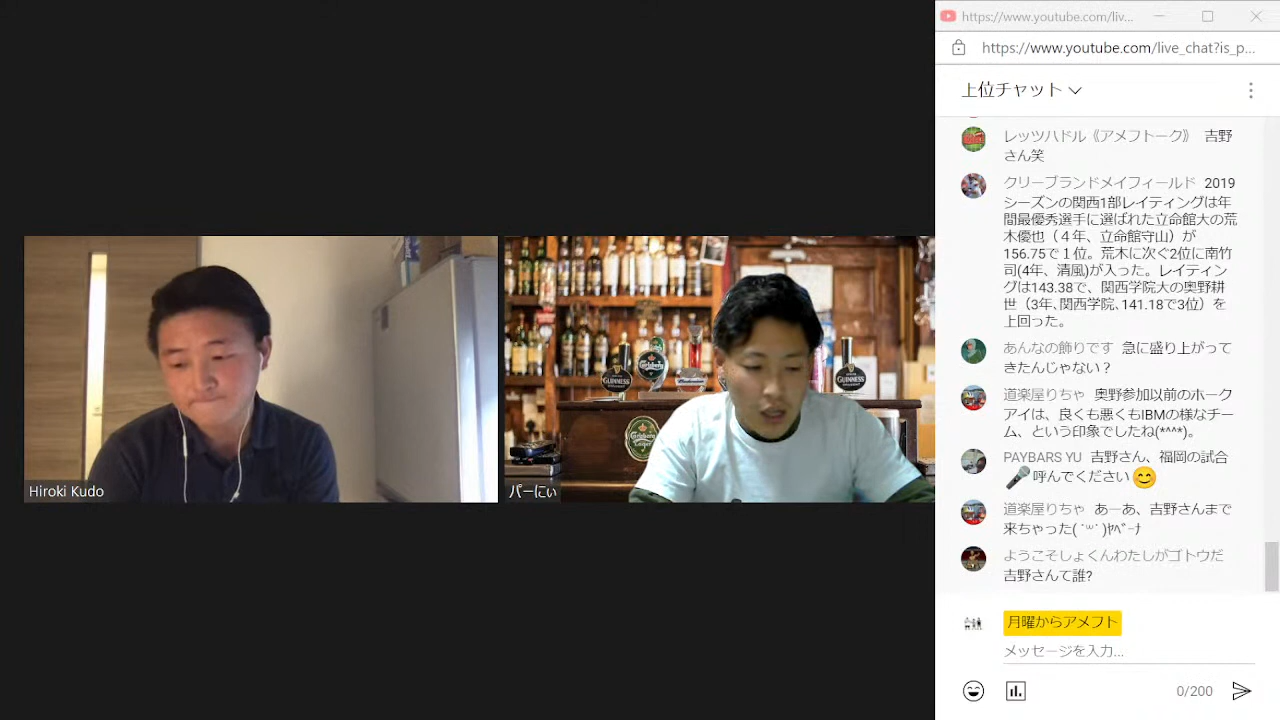 https://www.youtube.com/liv...
https://www.youtube.com/live_chat?is_p...
上位チャット
レッツハドル《アメフトーク》 吉野
さん笑
クリーブランドメイフィールド 2019
シーズンの関西1部レイティングは年
間最優秀選手に選ばれた立命館大の荒
木優也（４年、立命館守山）が
156.75で１位。荒木に次ぐ2位に南竹
司(4年、清風)が入った。レイティン
グは143.38で、関西学院大の奥野耕
世（3年、関西学院、141.18で3位）を
上回った。
あんなの飾りです 急に盛り上がって
きたんじゃない？
道楽屋りちゃ 奥野参加以前のホーク
アイは、良くも悪くもIBMの様なチー
ム、という印象でしたね(*^^*)。
PAYBARS YU 吉野さん、福岡の試合
🎤呼んでください😊
道楽屋りちゃ あーあ、吉野さんまで
来ちゃった( ˙꒳˙ )ﾔﾍﾞｰﾅ
ようこそしょくんわたしがゴトウだ
吉野さんて誰?
月曜からアメフト
メッセージを入力...
0/200
Hiroki Kudo
パーにぃ
GUINNESS
Carlsberg
GUINNESS
Carlsberg